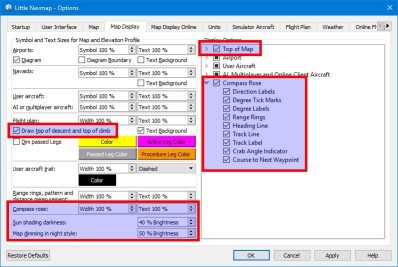 Little Navmap - Options
Startup User Interface Map Map Display Map Display Online Units Simulator Aircraft Flight Plan Weather
Symbol and Text Sizes for Map and Elevation Profile
Airports: Symbol 100 % Text 100 %
Diagram Diagram Boundary Text Background
Navaids: Symbol 100 % Text 100 %
Text Background
User aircraft: Symbol 100 % Text 100 %
AI or multiplayer aircraft: Symbol 100 % Text 100 %
Flight plan: Width 100 % Text 100 %
Draw top of descent and top of climb Text Background
Dim passed Legs Color Active Leg Color
Passed Leg Color Procedure Leg Color
User aircraft trail: Width 100 % Dashed
Color
Range rings, pattern and distance measurement: Width 100 % Text 100 %
Compass rose: Width 100 % Text 100 %
Sun shading darkness: 40 % Brightness
Map dimming in night style: 50 % Brightness
Display Options
Top of Map
Airport
User Aircraft
AI, Multiplayer and Online Client Aircraft
Compass Rose
Direction Labels
Degree Tick Marks
Degree Labels
Range Rings
Heading Line
Track Line
Track Label
Crab Angle Indicator
Course to Next Waypoint
Restore Defaults OK Cancel Apply Help